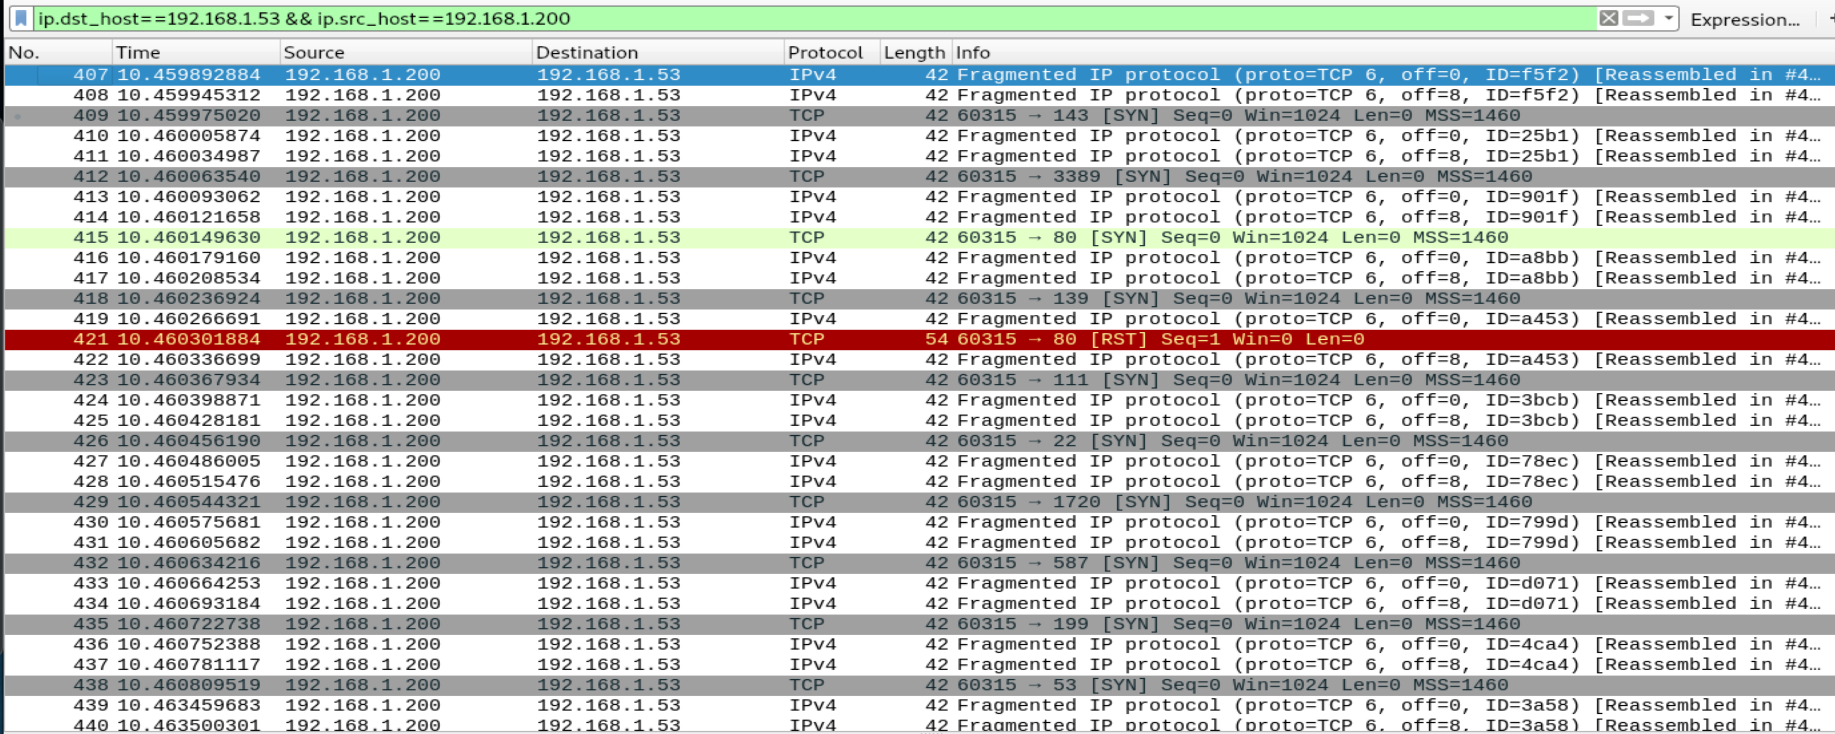 ip.dst_host==192.168.1.53 && ip.src_host==192.168.1.200 Expression... +
No. Time Source Destination Protocol Length Info
407 10.459892884 192.168.1.200 192.168.1.53 IPv4 42 Fragmented IP protocol (proto=TCP 6, off=0, ID=f5f2) [Reassembled in #4…
408 10.459945312 192.168.1.200 192.168.1.53 IPv4 42 Fragmented IP protocol (proto=TCP 6, off=8, ID=f5f2) [Reassembled in #4…
409 10.459975020 192.168.1.200 192.168.1.53 TCP 42 60315 → 143 [SYN] Seq=0 Win=1024 Len=0 MSS=1460
410 10.460005874 192.168.1.200 192.168.1.53 IPv4 42 Fragmented IP protocol (proto=TCP 6, off=0, ID=25b1) [Reassembled in #4…
411 10.460034987 192.168.1.200 192.168.1.53 IPv4 42 Fragmented IP protocol (proto=TCP 6, off=8, ID=25b1) [Reassembled in #4…
412 10.460063540 192.168.1.200 192.168.1.53 TCP 42 60315 → 3389 [SYN] Seq=0 Win=1024 Len=0 MSS=1460
413 10.460093062 192.168.1.200 192.168.1.53 IPv4 42 Fragmented IP protocol (proto=TCP 6, off=0, ID=901f) [Reassembled in #4…
414 10.460121658 192.168.1.200 192.168.1.53 IPv4 42 Fragmented IP protocol (proto=TCP 6, off=8, ID=901f) [Reassembled in #4…
415 10.460149630 192.168.1.200 192.168.1.53 TCP 42 60315 → 80 [SYN] Seq=0 Win=1024 Len=0 MSS=1460
416 10.460179160 192.168.1.200 192.168.1.53 IPv4 42 Fragmented IP protocol (proto=TCP 6, off=0, ID=a8bb) [Reassembled in #4…
417 10.460208534 192.168.1.200 192.168.1.53 IPv4 42 Fragmented IP protocol (proto=TCP 6, off=8, ID=a8bb) [Reassembled in #4…
418 10.460236924 192.168.1.200 192.168.1.53 TCP 42 60315 → 139 [SYN] Seq=0 Win=1024 Len=0 MSS=1460
419 10.460266691 192.168.1.200 192.168.1.53 IPv4 42 Fragmented IP protocol (proto=TCP 6, off=0, ID=a453) [Reassembled in #4…
421 10.460301884 192.168.1.200 192.168.1.53 TCP 54 60315 → 80 [RST] Seq=1 Win=0 Len=0
422 10.460336699 192.168.1.200 192.168.1.53 IPv4 42 Fragmented IP protocol (proto=TCP 6, off=8, ID=a453) [Reassembled in #4…
423 10.460367934 192.168.1.200 192.168.1.53 TCP 42 60315 → 111 [SYN] Seq=0 Win=1024 Len=0 MSS=1460
424 10.460398871 192.168.1.200 192.168.1.53 IPv4 42 Fragmented IP protocol (proto=TCP 6, off=0, ID=3bcb) [Reassembled in #4…
425 10.460428181 192.168.1.200 192.168.1.53 IPv4 42 Fragmented IP protocol (proto=TCP 6, off=8, ID=3bcb) [Reassembled in #4…
426 10.460456190 192.168.1.200 192.168.1.53 TCP 42 60315 → 22 [SYN] Seq=0 Win=1024 Len=0 MSS=1460
427 10.460486005 192.168.1.200 192.168.1.53 IPv4 42 Fragmented IP protocol (proto=TCP 6, off=0, ID=78ec) [Reassembled in #4…
428 10.460515476 192.168.1.200 192.168.1.53 IPv4 42 Fragmented IP protocol (proto=TCP 6, off=8, ID=78ec) [Reassembled in #4…
429 10.460544321 192.168.1.200 192.168.1.53 TCP 42 60315 → 1720 [SYN] Seq=0 Win=1024 Len=0 MSS=1460
430 10.460575681 192.168.1.200 192.168.1.53 IPv4 42 Fragmented IP protocol (proto=TCP 6, off=0, ID=799d) [Reassembled in #4…
431 10.460605682 192.168.1.200 192.168.1.53 IPv4 42 Fragmented IP protocol (proto=TCP 6, off=8, ID=799d) [Reassembled in #4…
432 10.460634216 192.168.1.200 192.168.1.53 TCP 42 60315 → 587 [SYN] Seq=0 Win=1024 Len=0 MSS=1460
433 10.460664253 192.168.1.200 192.168.1.53 IPv4 42 Fragmented IP protocol (proto=TCP 6, off=0, ID=d071) [Reassembled in #4…
434 10.460693184 192.168.1.200 192.168.1.53 IPv4 42 Fragmented IP protocol (proto=TCP 6, off=8, ID=d071) [Reassembled in #4…
435 10.460722738 192.168.1.200 192.168.1.53 TCP 42 60315 → 199 [SYN] Seq=0 Win=1024 Len=0 MSS=1460
436 10.460752388 192.168.1.200 192.168.1.53 IPv4 42 Fragmented IP protocol (proto=TCP 6, off=0, ID=4ca4) [Reassembled in #4…
437 10.460781117 192.168.1.200 192.168.1.53 IPv4 42 Fragmented IP protocol (proto=TCP 6, off=8, ID=4ca4) [Reassembled in #4…
438 10.460809519 192.168.1.200 192.168.1.53 TCP 42 60315 → 53 [SYN] Seq=0 Win=1024 Len=0 MSS=1460
439 10.463459683 192.168.1.200 192.168.1.53 IPv4 42 Fragmented IP protocol (proto=TCP 6, off=0, ID=3a58) [Reassembled in #4…
440 10.463500301 192.168.1.200 192.168.1.53 IPv4 42 Fragmented IP protocol (proto=TCP 6, off=8, ID=3a58) [Reassembled in #4…